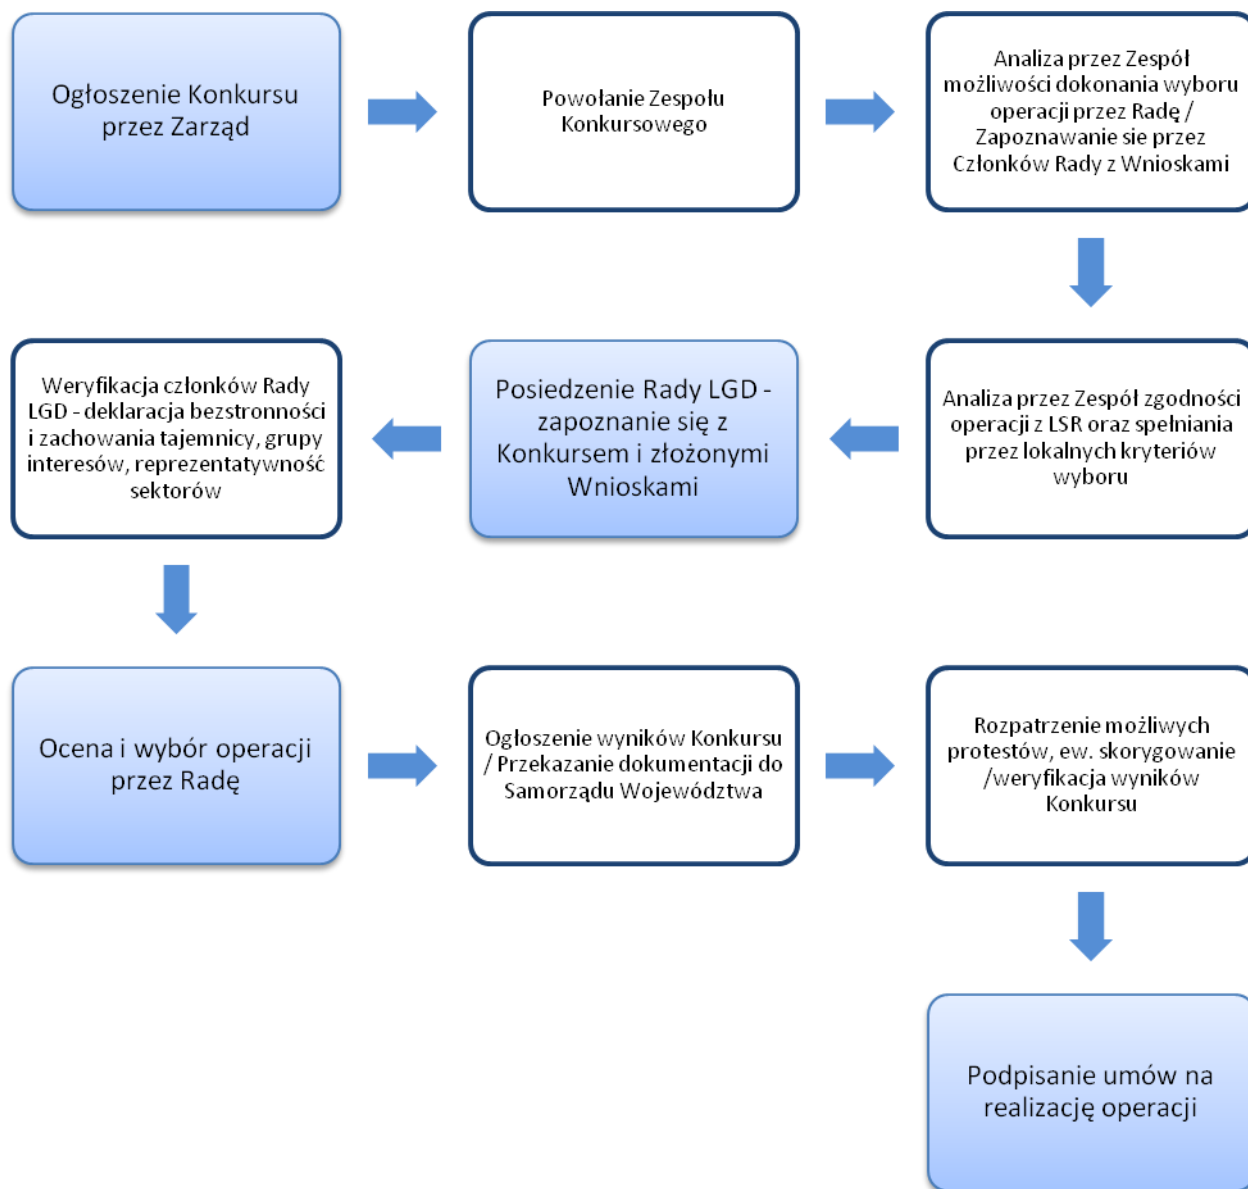 Ogłoszenie Konkursu
przez Zarząd
Powołanie Zespołu
Konkursowego
Analiza przez Zespół
możliwości dokonania wyboru
operacji przez Radę /
Zapoznawanie sie przez
Członków Rady z Wnioskami
Analiza przez Zespół zgodności
operacji z LSR oraz spełniania
przez lokalnych kryteriów
wyboru
Posiedzenie Rady LGD -
zapoznanie się z
Konkursem i złożonymi
Wnioskami
Weryfikacja członków Rady
LGD - deklaracja bezstronności
i zachowania tajemnicy, grupy
interesów, reprezentatywność
sektorów
Ocena i wybór operacji
przez Radę
Ogłoszenie wyników Konkursu
/ Przekazanie dokumentacji do
Samorządu Województwa
Rozpatrzenie możliwych
protestów, ew. skorygowanie
/weryfikacja wyników
Konkursu
Podpisanie umów na
realizację operacji